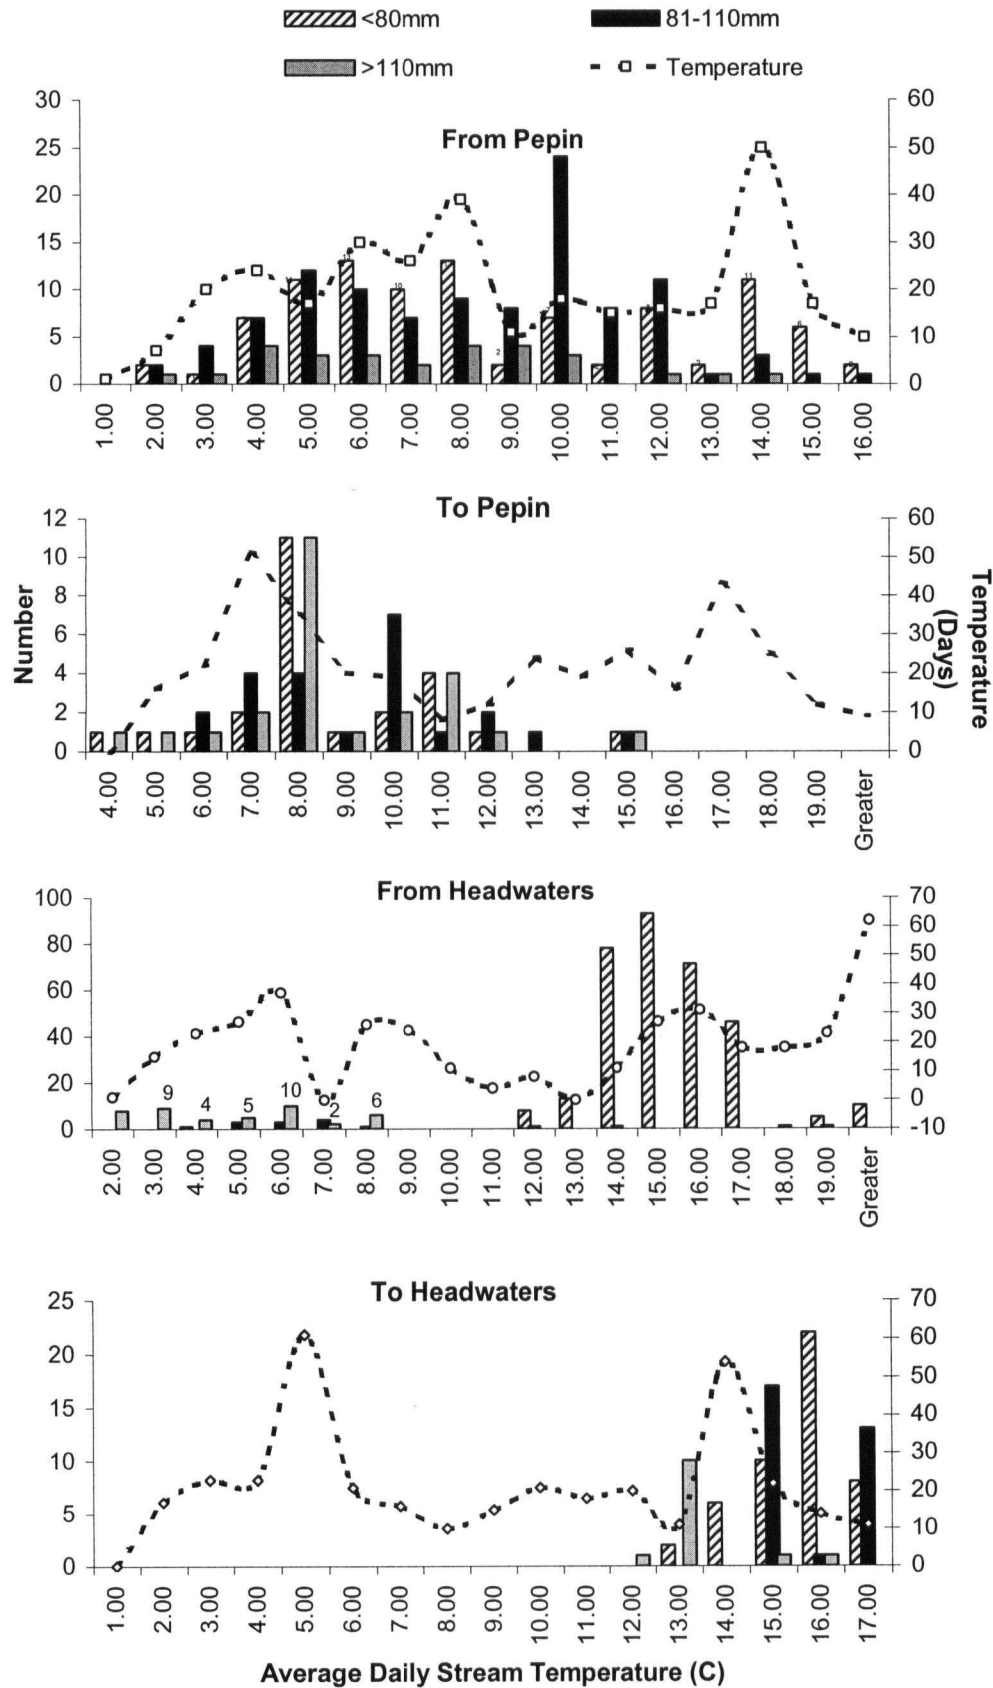 <80mm 81-110mm
>110mm Temperature
From Pepin
30 60
25 50
20 40
15 30
10 20
5 10
0 0
13 11 10 2 2 11 6
1.00 2.00 3.00 4.00 5.00 6.00 7.00 8.00 9.00 10.00 11.00 12.00 13.00 14.00 15.00 16.00
To Pepin
12 60
10 50
8 40
6 30
4 20
2 10
0 0
Number
Temperature
(Days)
4.00 5.00 6.00 7.00 8.00 9.00 10.00 11.00 12.00 13.00 14.00 15.00 16.00 17.00 18.00 19.00 Greater
From Headwaters
100 70
80 60
60 50
40 40
20 30
0 20
10
0
-10
9 4 5 10 2 6
2.00 3.00 4.00 5.00 6.00 7.00 8.00 9.00 10.00 11.00 12.00 13.00 14.00 15.00 16.00 17.00 18.00 19.00 Greater
To Headwaters
25 70
20 60
15 50
10 40
5 30
0 20
10
0
1.00 2.00 3.00 4.00 5.00 6.00 7.00 8.00 9.00 10.00 11.00 12.00 13.00 14.00 15.00 16.00 17.00
Average Daily Stream Temperature (C)